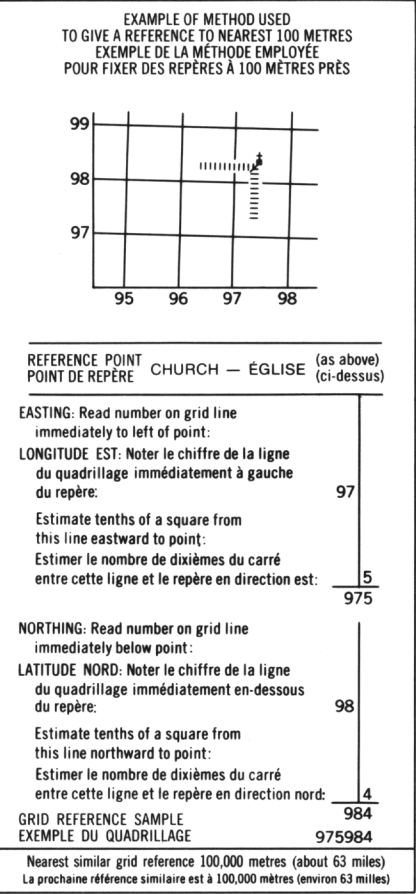 EXAMPLE OF METHOD USED
TO GIVE A REFERENCE TO NEAREST 100 METRES
EXEMPLE DE LA MÉTHODE EMPLOYÉE
POUR FIXER DES REPÈRES À 100 MÈTRES PRÈS
99
98
97
95 96 97 98
REFERENCE POINT
POINT DE REPÈRE
CHURCH — ÉGLISE
(as above)
(ci-dessus)
EASTING: Read number on grid line
immediately to left of point:
LONGITUDE EST: Noter le chiffre de la ligne
du quadrillage immédiatement à gauche
du repère: 97
Estimate tenths of a square from
this line eastward to point:
Estimer le nombre de dixièmes du carré
entre cette ligne et le repère en direction est: 5
975
NORTHING: Read number on grid line
immediately below point:
LATITUDE NORD: Noter le chiffre de la ligne
du quadrillage immédiatement en-dessous
du repère: 98
Estimate tenths of a square from
this line northward to point:
Estimer le nombre de dixièmes du carré
entre cette ligne et le repère en direction nord: 4
984
GRID REFERENCE SAMPLE
EXEMPLE DU QUADRILLAGE 975984
Nearest similar grid reference 100,000 metres (about 63 miles)
La prochaine référence similaire est à 100,000 mètres (environ 63 milles)